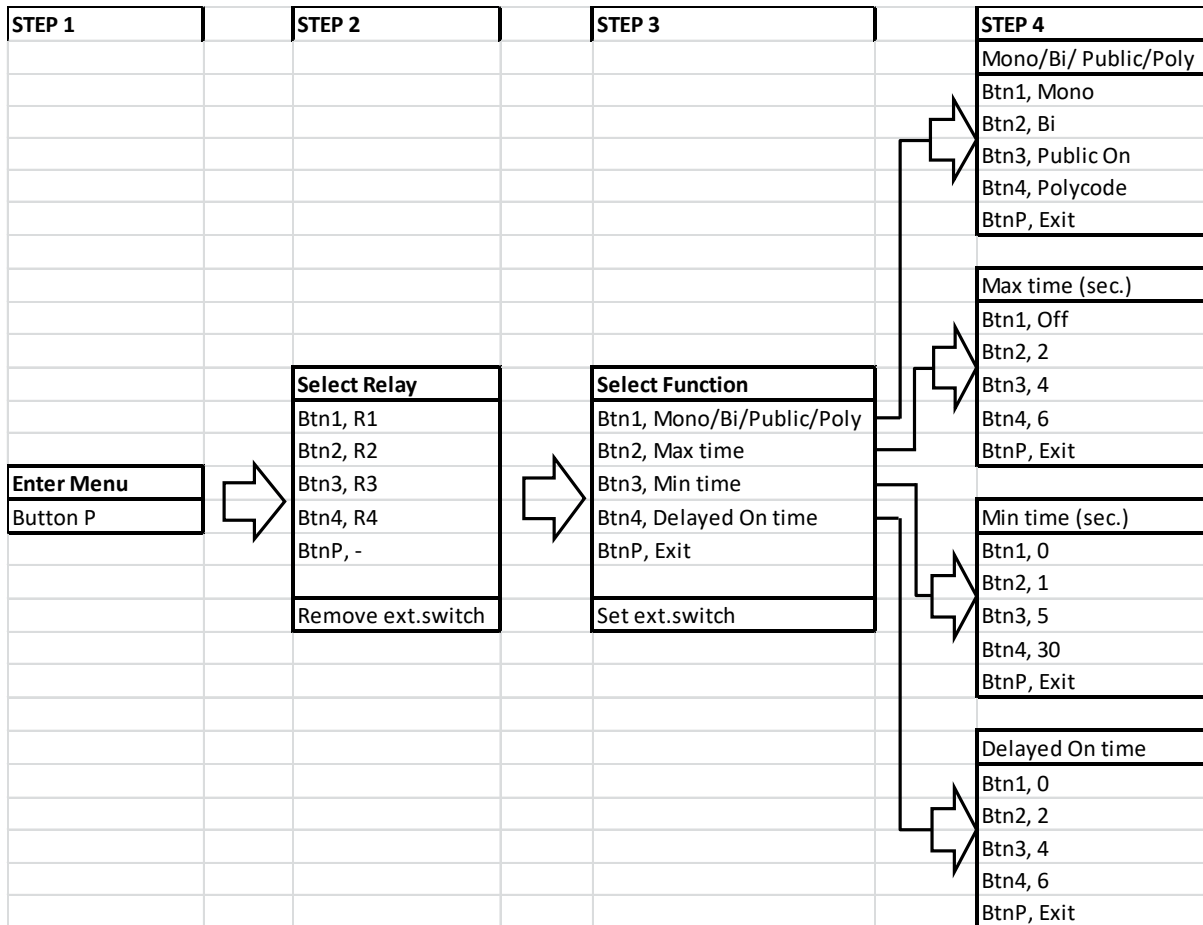 STEP 1
STEP 2
STEP 3
STEP 4
Enter Menu
Button P
Select Relay
Btn1, R1
Btn2, R2
Btn3, R3
Btn4, R4
BtnP, -
Remove ext.switch
Select Function
Btn1, Mono/Bi/Public/Poly
Btn2, Max time
Btn3, Min time
Btn4, Delayed On time
BtnP, Exit
Set ext.switch
Mono/Bi/ Public/Poly
Btn1, Mono
Btn2, Bi
Btn3, Public On
Btn4, Polycode
BtnP, Exit
Max time (sec.)
Btn1, Off
Btn2, 2
Btn3, 4
Btn4, 6
BtnP, Exit
Min time (sec.)
Btn1, 0
Btn2, 1
Btn3, 5
Btn4, 30
BtnP, Exit
Delayed On time
Btn1, 0
Btn2, 2
Btn3, 4
Btn4, 6
BtnP, Exit